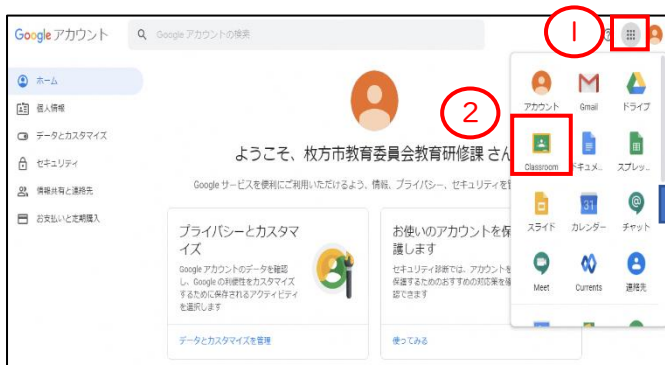 Google アカウント
Google アカウントの検索
1
2
ホーム
個人情報
データとカスタマイズ
セキュリティ
情報共有と連絡先
お支払いと定期購入
ようこそ、枚方市教育委員会教育研修課 さん
Google サービスを便利にご利用いただけるよう、情報、プライバシー、セキュリティを
プライバシーとカスタマ
イズ
Google アカウントのデータを確認
し、Google の利便性をカスタマイズ
するために保存されるアクティビティ
を選択します
データとカスタマイズを管理
お使いのアカウントを保
護します
セキュリティ診断では、アカウントを
保護するためのおすすめの対応策を確
認できます
使ってみる
アカウント
Gmail
ドライブ
Classroom
ドキュメ...
スプレッ...
スライド
31
カレンダー
チャット
Meet
Currents
連絡先